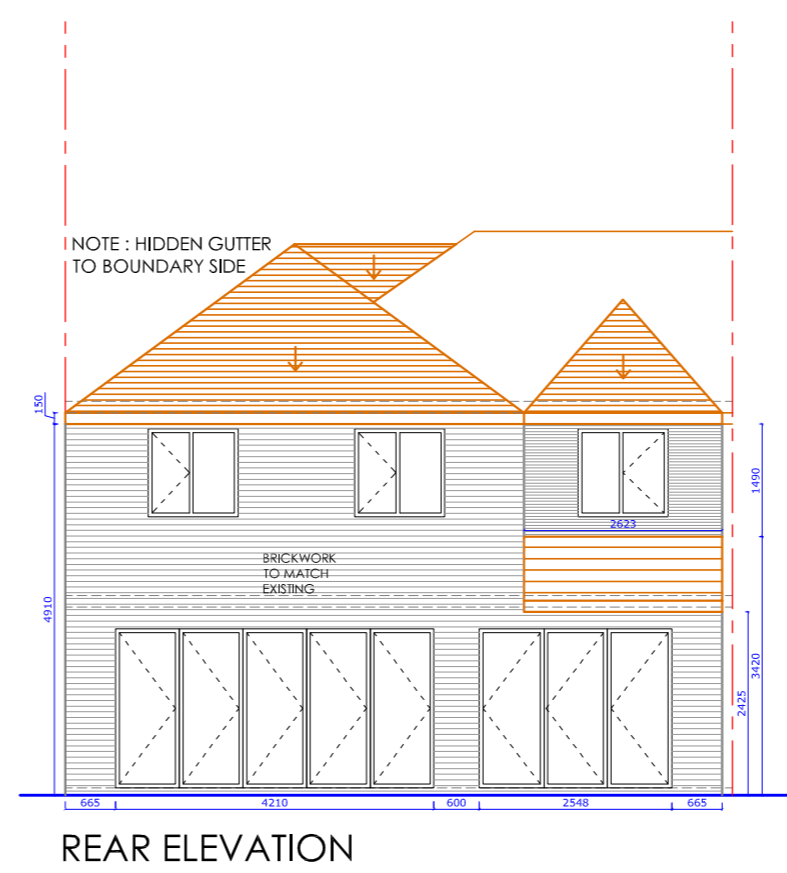 NOTE : HIDDEN GUTTER
TO BOUNDARY SIDE
150
1490
2623
BRICKWORK
TO MATCH
EXISTING
4910
3420
2425
665
4210
600
2548
665
REAR ELEVATION